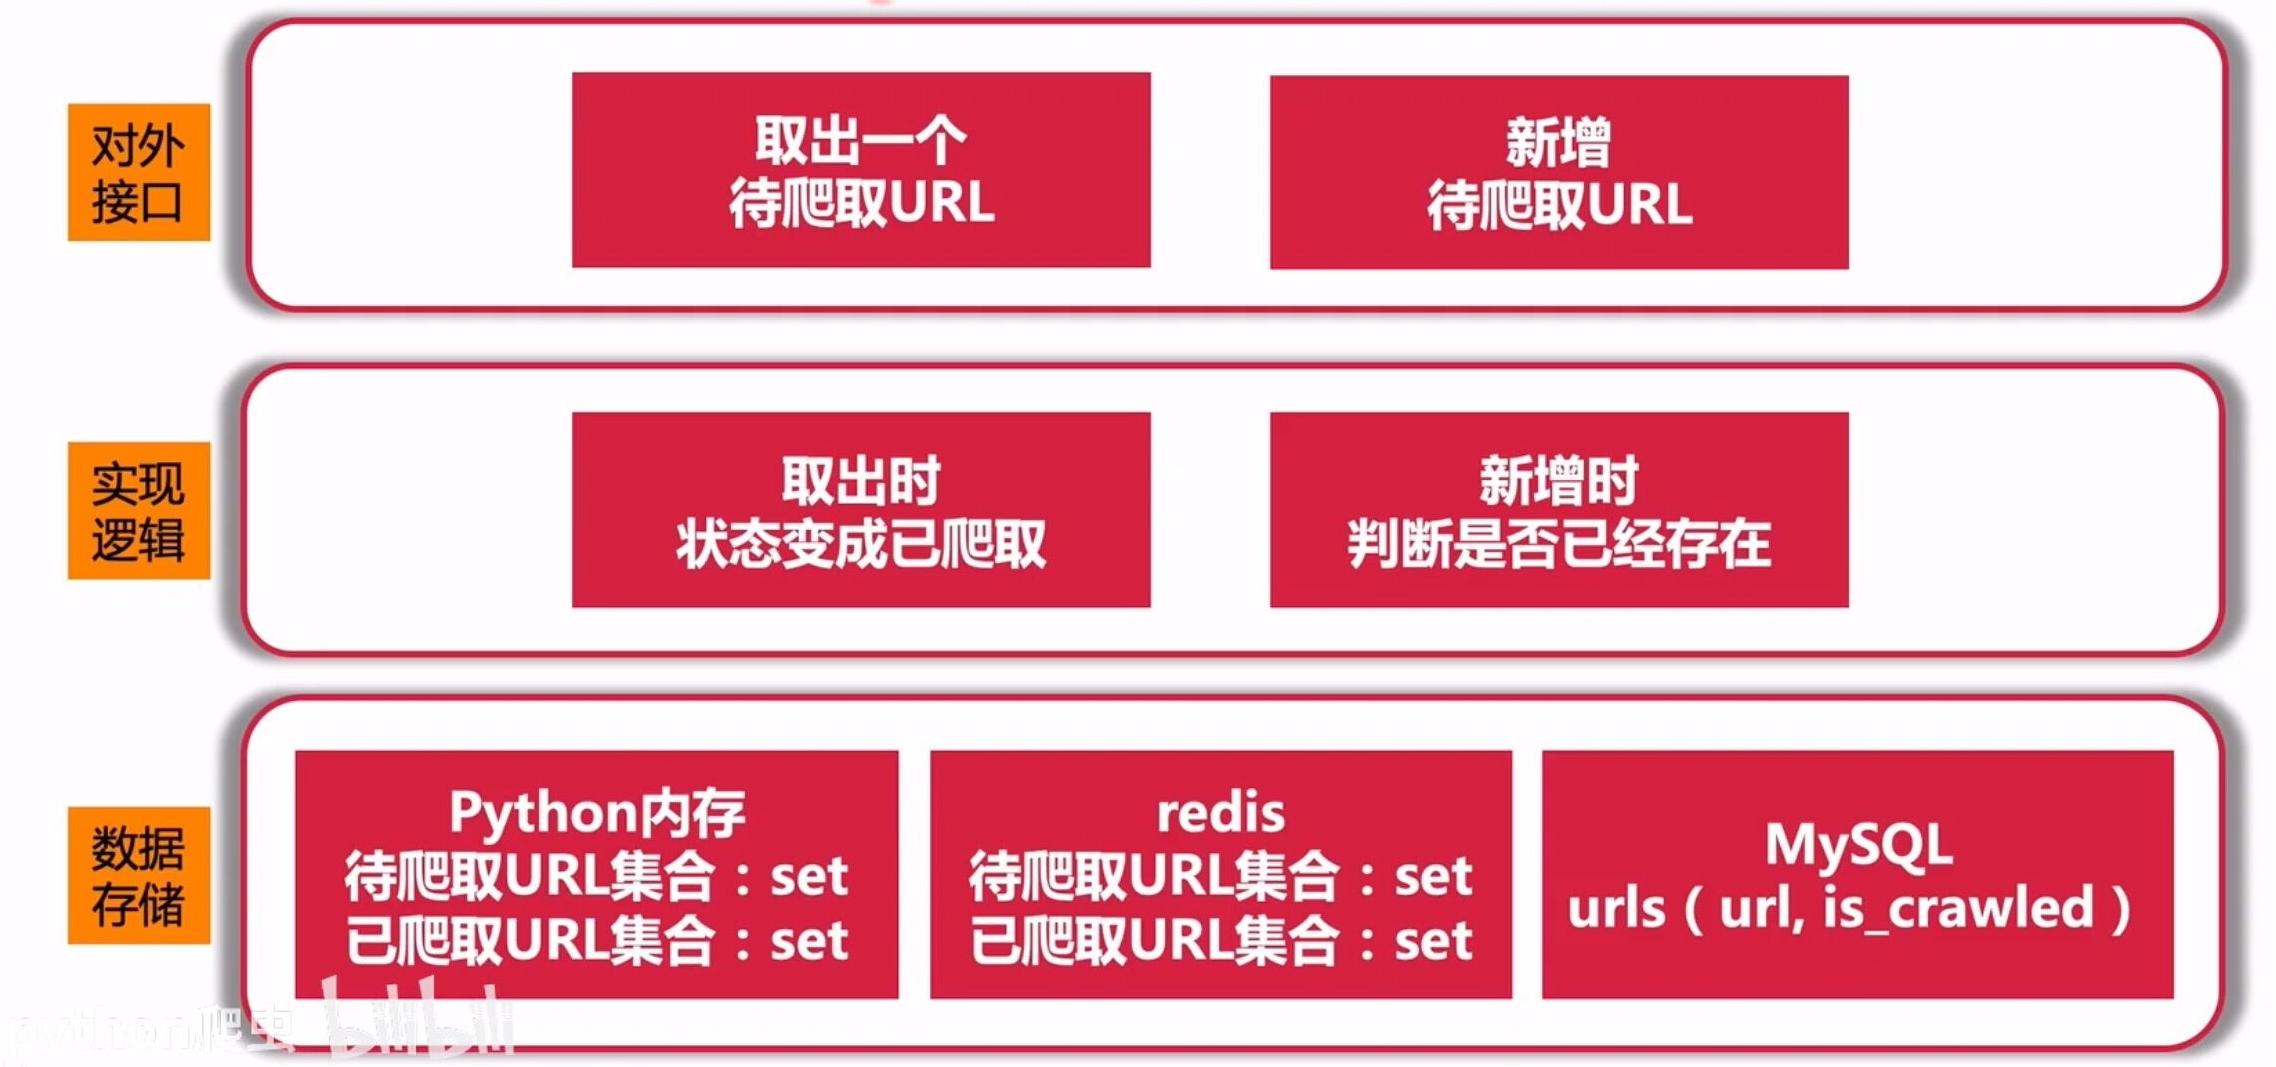 对外
接口
取出一个
待爬取URL
新增
待爬取URL
实现
逻辑
取出时
状态变成已爬取
新增时
判断是否已经存在
数据
存储
Python内存
待爬取URL集合：set
已爬取URL集合：set
redis
待爬取URL集合：set
已爬取URL集合：set
MySQL
urls（url, is_crawled）
python爬虫
bilibili